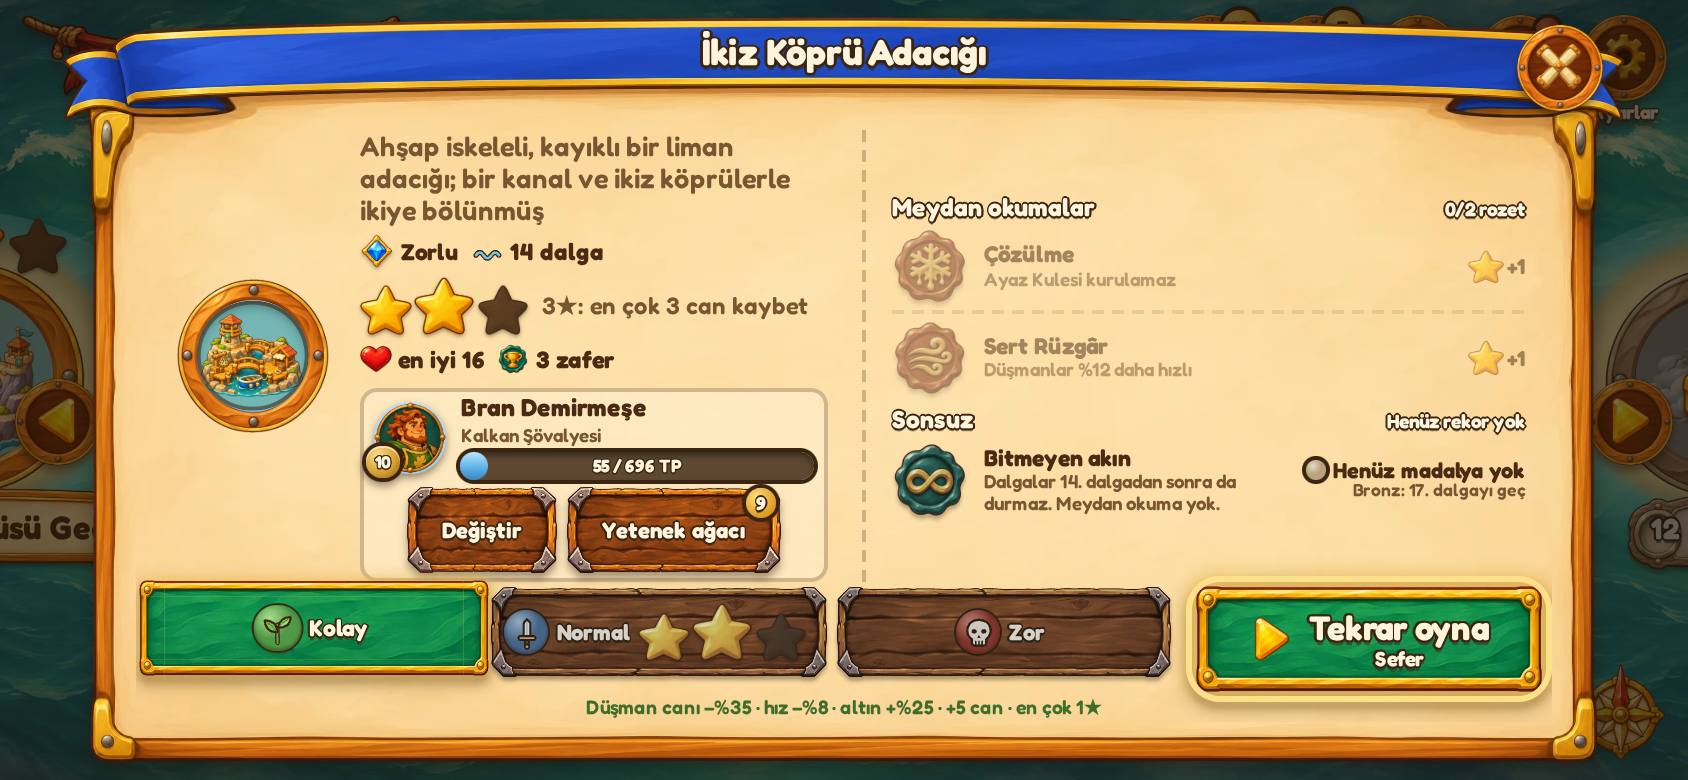 İkiz Köprü Adacığı
Ahşap iskeleli, kayıklı bir liman
adacığı; bir kanal ve ikiz köprülerle
ikiye bölünmüş
Zorlu 14 dalga
3★: en çok 3 can kaybet
en iyi 16 3 zafer
Bran Demirmeşe
Kalkan Şövalyesi
10
55 / 696 TP
Değiştir
Yetenek ağacı
9
Meydan okumalar
0/2 rozet
Çözülme
Ayaz Kulesi kurulamaz
+1
Sert Rüzgâr
Düşmanlar %12 daha hızlı
+1
Sonsuz
Henüz rekor yok
Bitmeyen akın
Dalgalar 14. dalgadan sonra da
durmaz. Meydan okuma yok.
Henüz madalya yok
Bronz: 17. dalgayı geç
Kolay
Normal
Zor
Tekrar oyna
Sefer
Düşman canı −%35 · hız −%8 · altın +%25 · +5 can · en çok 1★
12